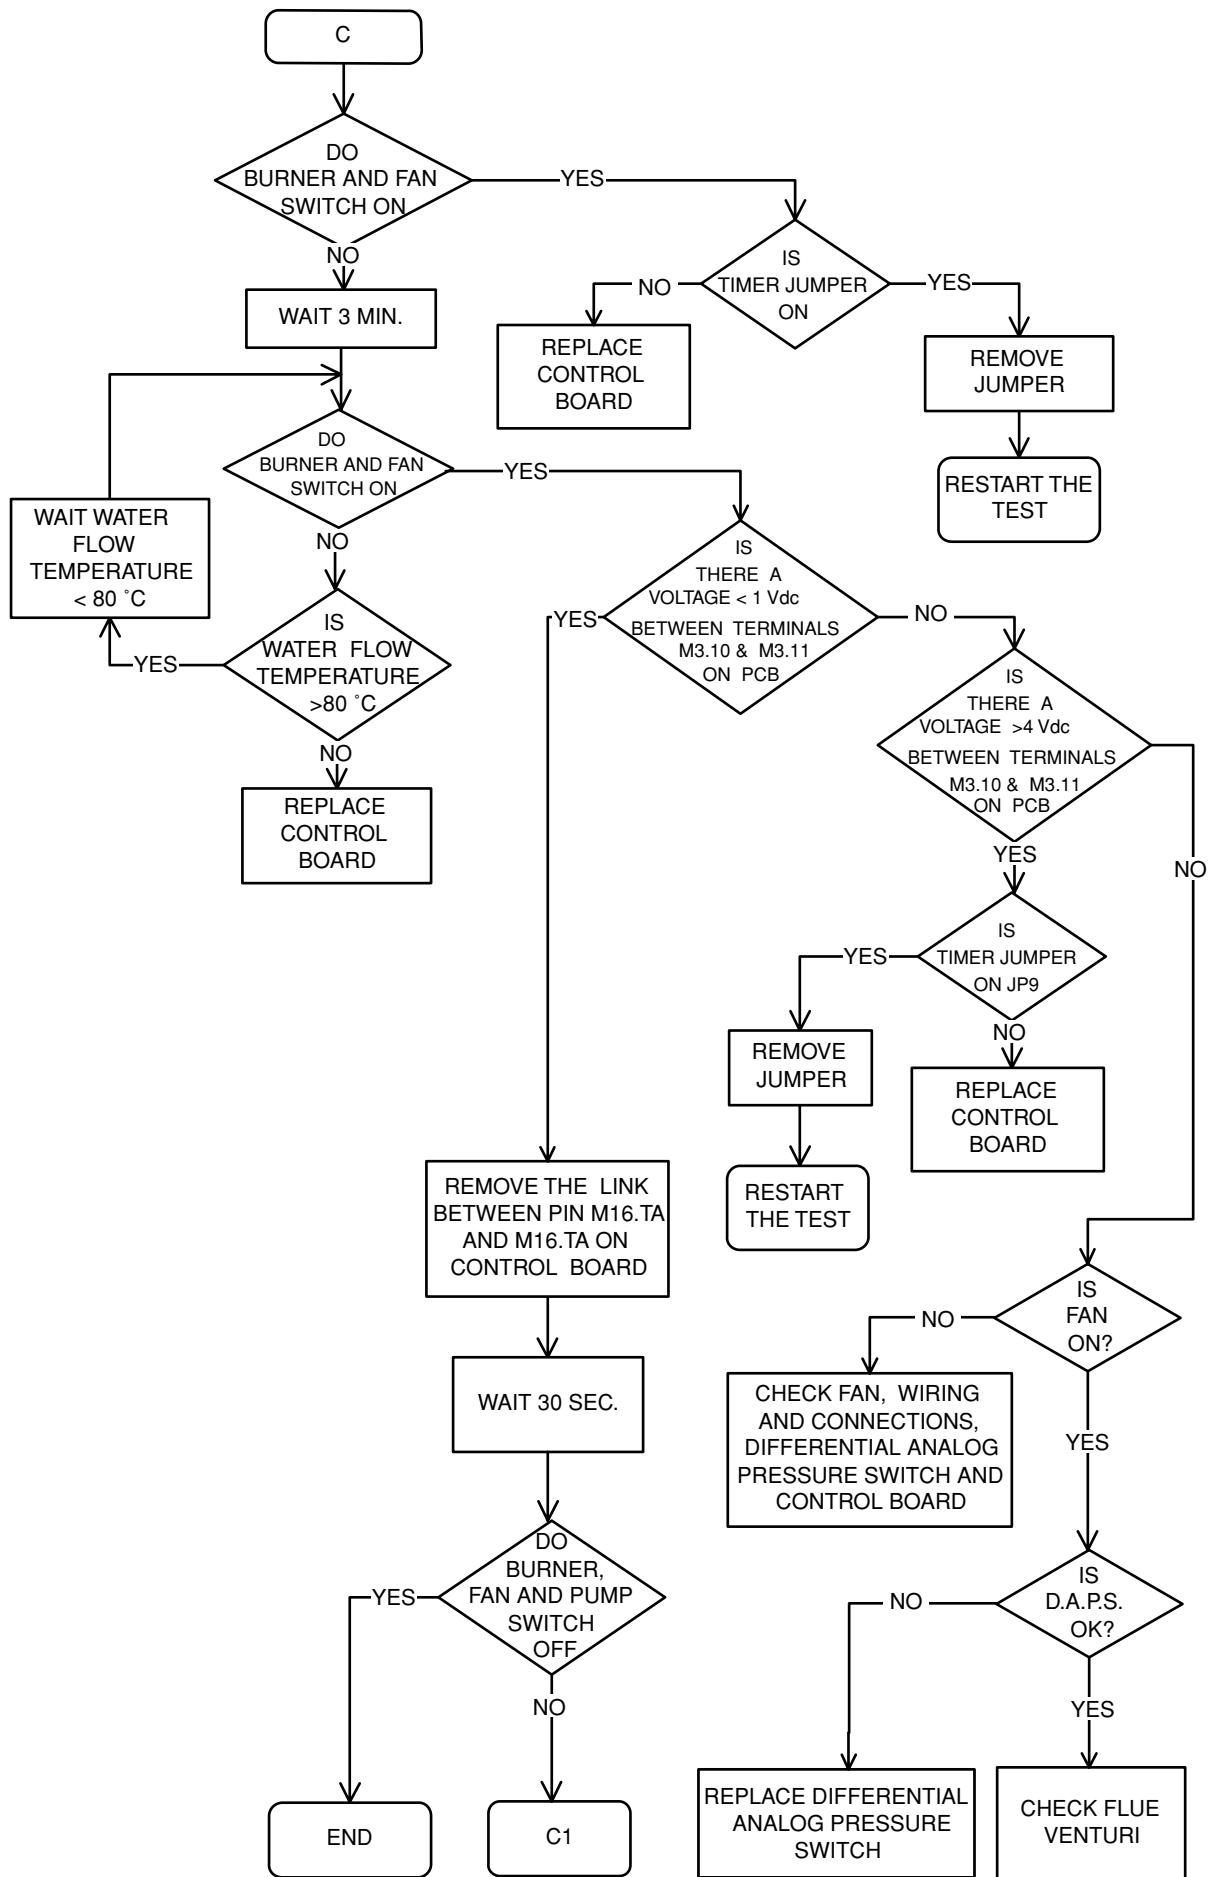 C
DO
BURNER AND FAN
SWITCH ON
YES
NO
IS
TIMER JUMPER
ON
NO
YES
WAIT 3 MIN.
REPLACE
CONTROL
BOARD
REMOVE
JUMPER
RESTART THE
TEST
DO
BURNER AND FAN
SWITCH ON
YES
NO
WAIT WATER
FLOW
TEMPERATURE
< 80 ˚C
IS
WATER FLOW
TEMPERATURE
>80 ˚C
YES
NO
REPLACE
CONTROL
BOARD
IS
THERE A
VOLTAGE < 1 Vdc
BETWEEN TERMINALS
M3.10 & M3.11
ON PCB
YES
NO
IS
THERE A
VOLTAGE >4 Vdc
BETWEEN TERMINALS
M3.10 & M3.11
ON PCB
YES
NO
IS
TIMER JUMPER
ON JP9
YES
NO
REMOVE
JUMPER
REPLACE
CONTROL
BOARD
RESTART
THE TEST
REMOVE THE LINK
BETWEEN PIN M16.TA
AND M16.TA ON
CONTROL BOARD
WAIT 30 SEC.
DO
BURNER,
FAN AND PUMP
SWITCH
OFF
YES
NO
END
C1
IS
FAN
ON?
NO
YES
CHECK FAN, WIRING
AND CONNECTIONS,
DIFFERENTIAL ANALOG
PRESSURE SWITCH AND
CONTROL BOARD
IS
D.A.P.S.
OK?
NO
YES
REPLACE DIFFERENTIAL
ANALOG PRESSURE
SWITCH
CHECK FLUE
VENTURI